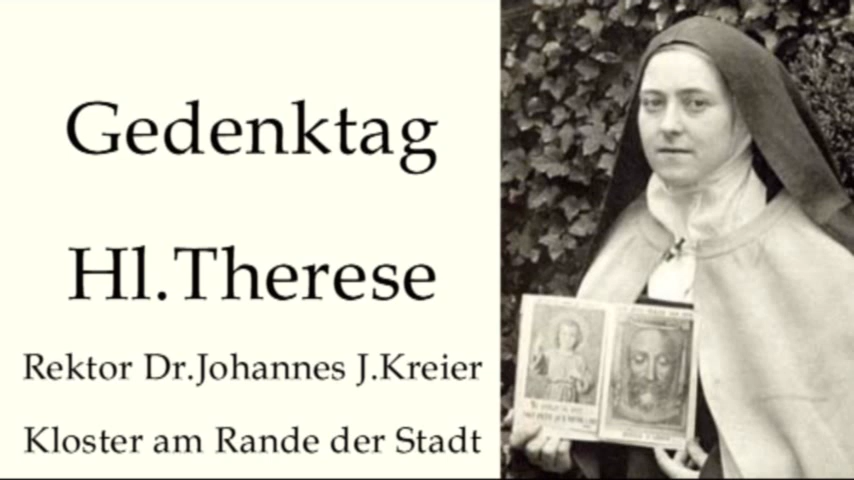 Gedenktag
Hl.Therese
Rektor Dr.Johannes J.Kreier
Kloster am Rande der Stadt